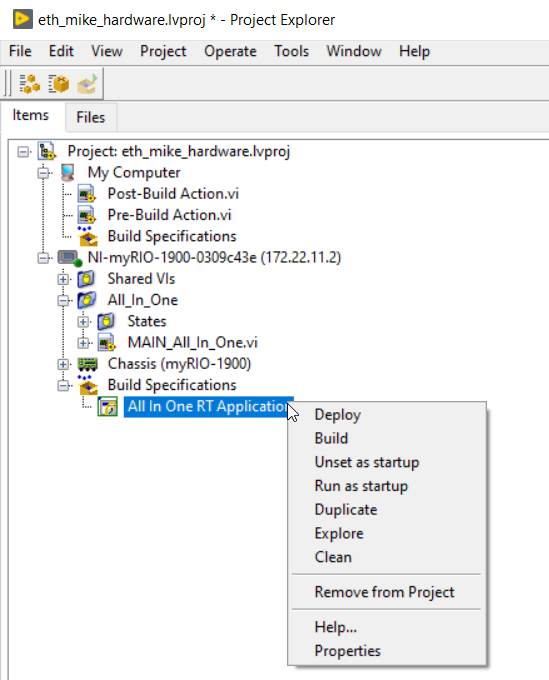 eth_mike_hardware.lvproj * - Project Explorer
File Edit View Project Operate Tools Window Help
Items Files
Project: eth_mike_hardware.lvproj
My Computer
Post-Build Action.vi
Pre-Build Action.vi
Build Specifications
NI-myRIO-1900-0309c43e (172.22.11.2)
Shared VIs
All_In_One
States
MAIN_All_In_One.vi
Chassis (myRIO-1900)
Build Specifications
All In One RT Application
Deploy
Build
Unset as startup
Run as startup
Duplicate
Explore
Clean
Remove from Project
Help...
Properties